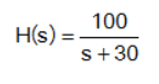 H(s) = 100
s + 30